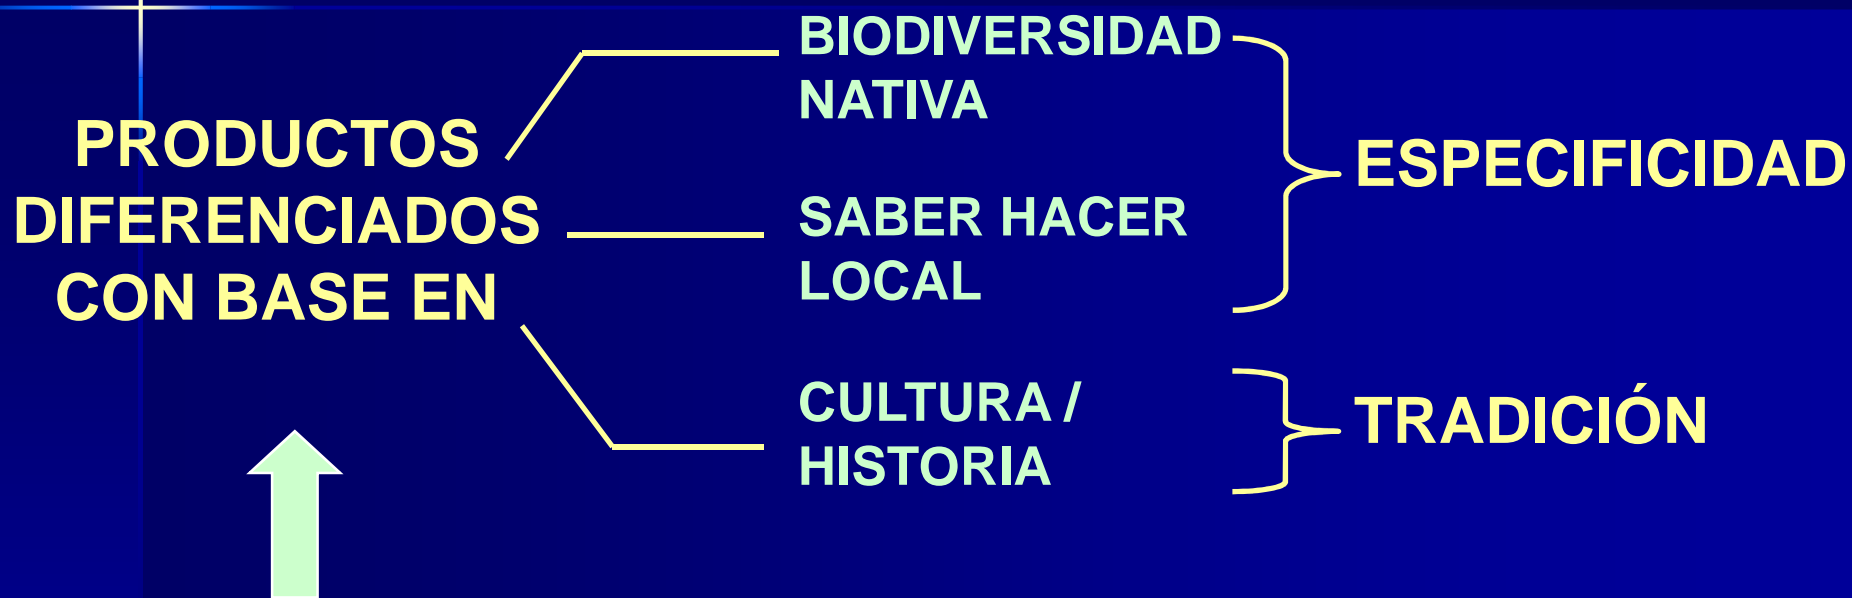 PRODUCTOS
DIFERENCIADOS
CON BASE EN
BIODIVERSIDAD
NATIVA
SABER HACER
LOCAL
CULTURA /
HISTORIA
ESPECIFICIDAD
TRADICIÓN